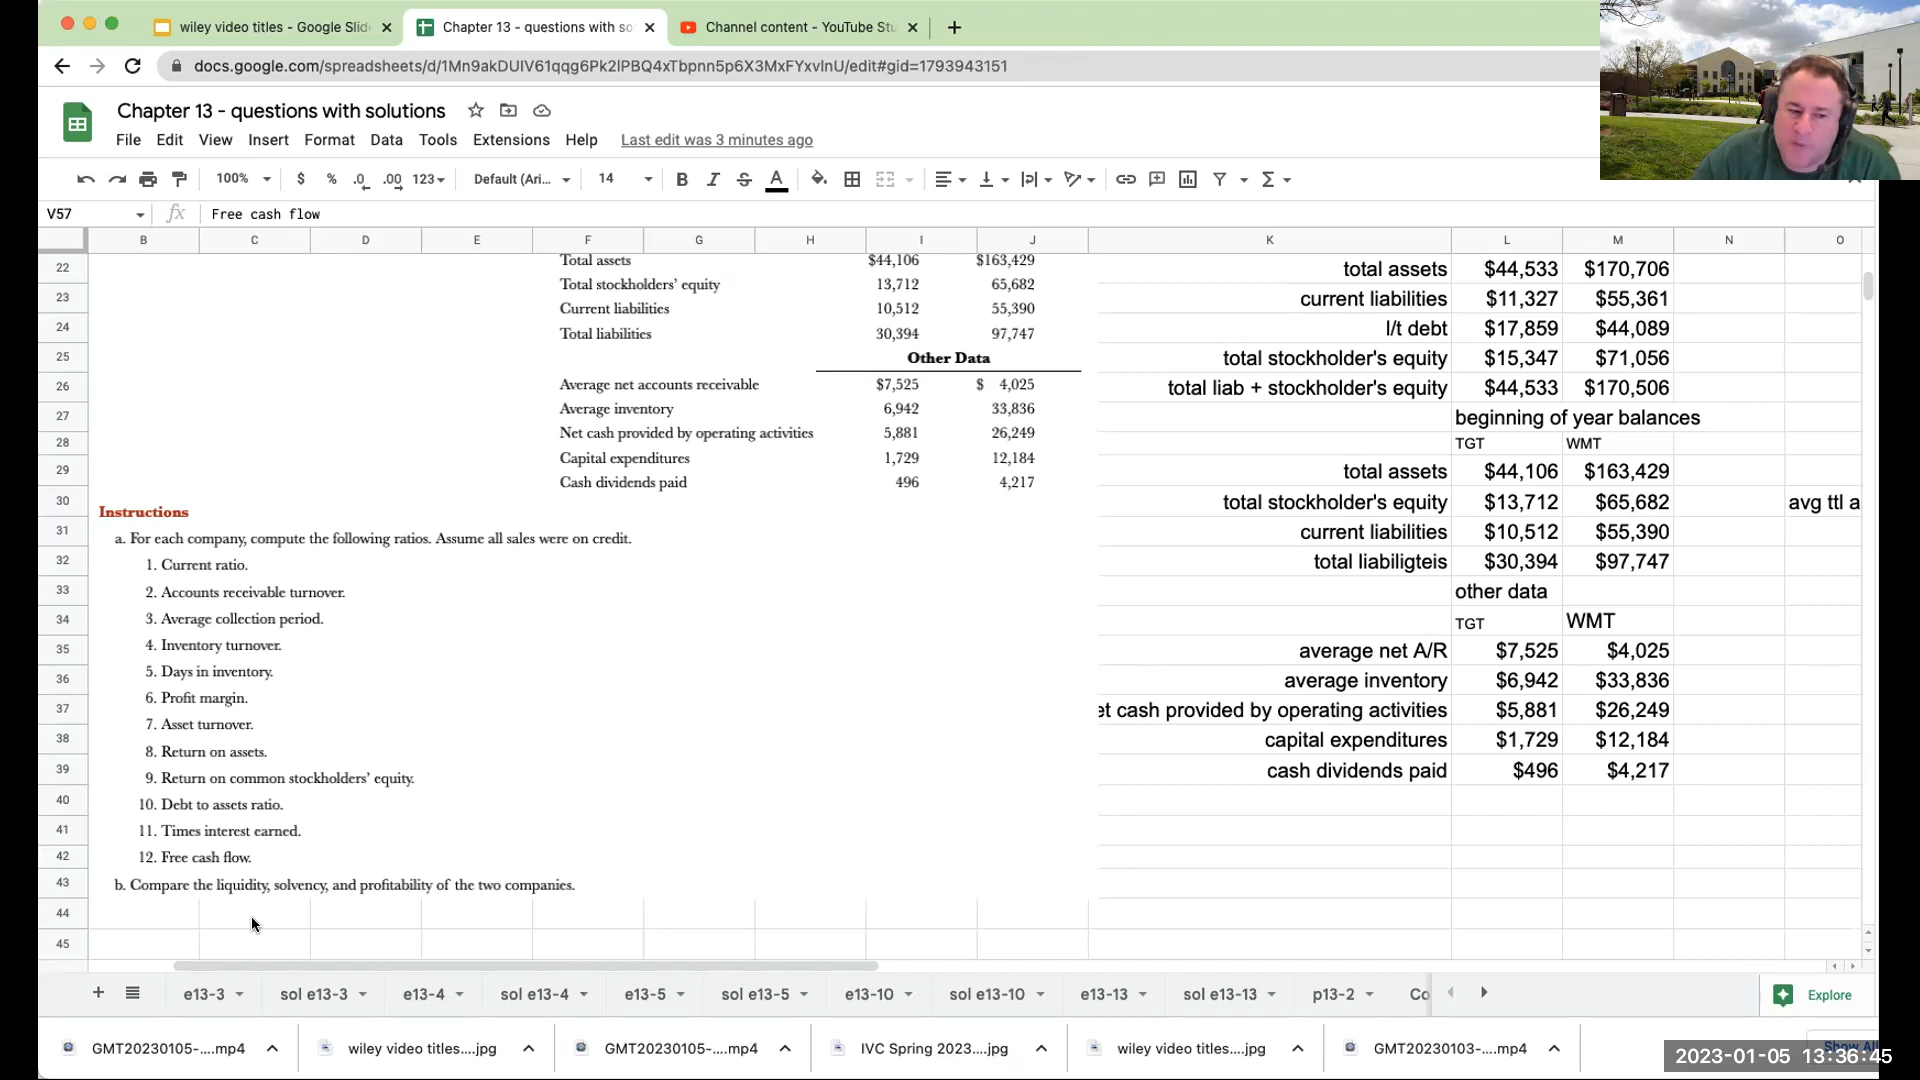 wiley video titles - Google Slide
Chapter 13 - questions with so
Channel content - YouTube Stu
docs.google.com/spreadsheets/d/1Mn9akDUIV61qqg6Pk2IPBQ4xTbpnn5p6X3MxFYxvInU/edit#gid=1793943151
Chapter 13 - questions with solutions
File Edit View Insert Format Data Tools Extensions Help Last edit was 3 minutes ago
100% $ % .0 .00 123 Default (Ari... 14 B I S A
V57 fx Free cash flow
B C D E F G H I J K L M N O
22 Total assets $44,106 $163,429 total assets $44,533 $170,706
23 Total stockholders' equity 13,712 65,682 current liabilities $11,327 $55,361
24 Current liabilities 10,512 55,390 l/t debt $17,859 $44,089
Total liabilities 30,394 97,747
25 Other Data total stockholder's equity $15,347 $71,056
26 Average net accounts receivable $7,525 $ 4,025 total liab + stockholder's equity $44,533 $170,506
27 Average inventory 6,942 33,836 beginning of year balances
28 Net cash provided by operating activities 5,881 26,249 TGT WMT
29 Capital expenditures 1,729 12,184 total assets $44,106 $163,429
Cash dividends paid 496 4,217
30 Instructions total stockholder's equity $13,712 $65,682 avg ttl a
31 a. For each company, compute the following ratios. Assume all sales were on credit. current liabilities $10,512 $55,390
32 1. Current ratio. total liabiligteis $30,394 $97,747
33 2. Accounts receivable turnover. other data
34 3. Average collection period. TGT WMT
35 4. Inventory turnover. average net A/R $7,525 $4,025
36 5. Days in inventory. average inventory $6,942 $33,836
37 6. Profit margin. et cash provided by operating activities $5,881 $26,249
38 7. Asset turnover. capital expenditures $1,729 $12,184
39 8. Return on assets. cash dividends paid $496 $4,217
9. Return on common stockholders' equity.
40 10. Debt to assets ratio.
41 11. Times interest earned.
42 12. Free cash flow.
43 b. Compare the liquidity, solvency, and profitability of the two companies.
44
45
e13-3 sol e13-3 e13-4 sol e13-4 e13-5 sol e13-5 e13-10 sol e13-10 e13-13 sol e13-13 p13-2 Co Explore
GMT20230105-....mp4 wiley video titles....jpg GMT20230105-....mp4 IVC Spring 2023....jpg wiley video titles....jpg GMT20230103-....mp4 Show All
2023-01-05 13:36:45